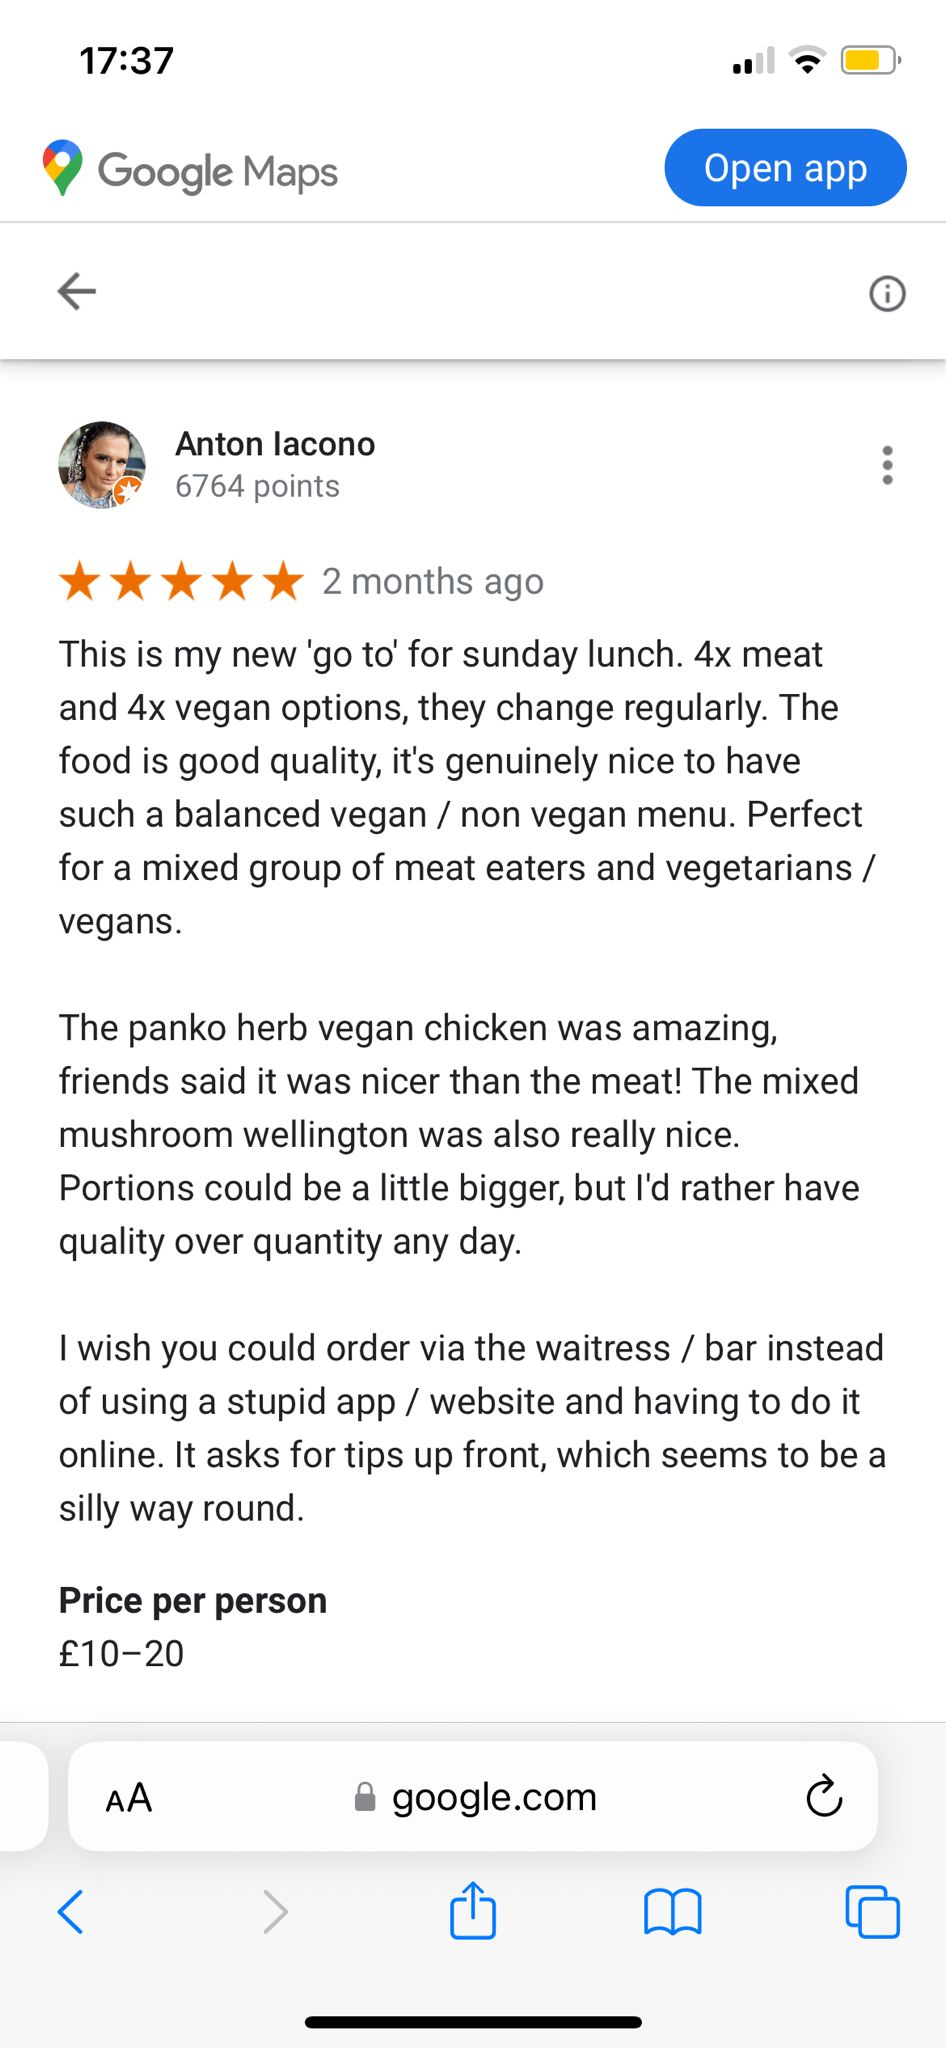 17:37
Google Maps
Open app
Anton Iacono
6764 points
2 months ago
This is my new 'go to' for sunday lunch. 4x meat
and 4x vegan options, they change regularly. The
food is good quality, it's genuinely nice to have
such a balanced vegan / non vegan menu. Perfect
for a mixed group of meat eaters and vegetarians /
vegans.
The panko herb vegan chicken was amazing,
friends said it was nicer than the meat! The mixed
mushroom wellington was also really nice.
Portions could be a little bigger, but I'd rather have
quality over quantity any day.
I wish you could order via the waitress / bar instead
of using a stupid app / website and having to do it
online. It asks for tips up front, which seems to be a
silly way round.
Price per person
£10–20
AA
google.com